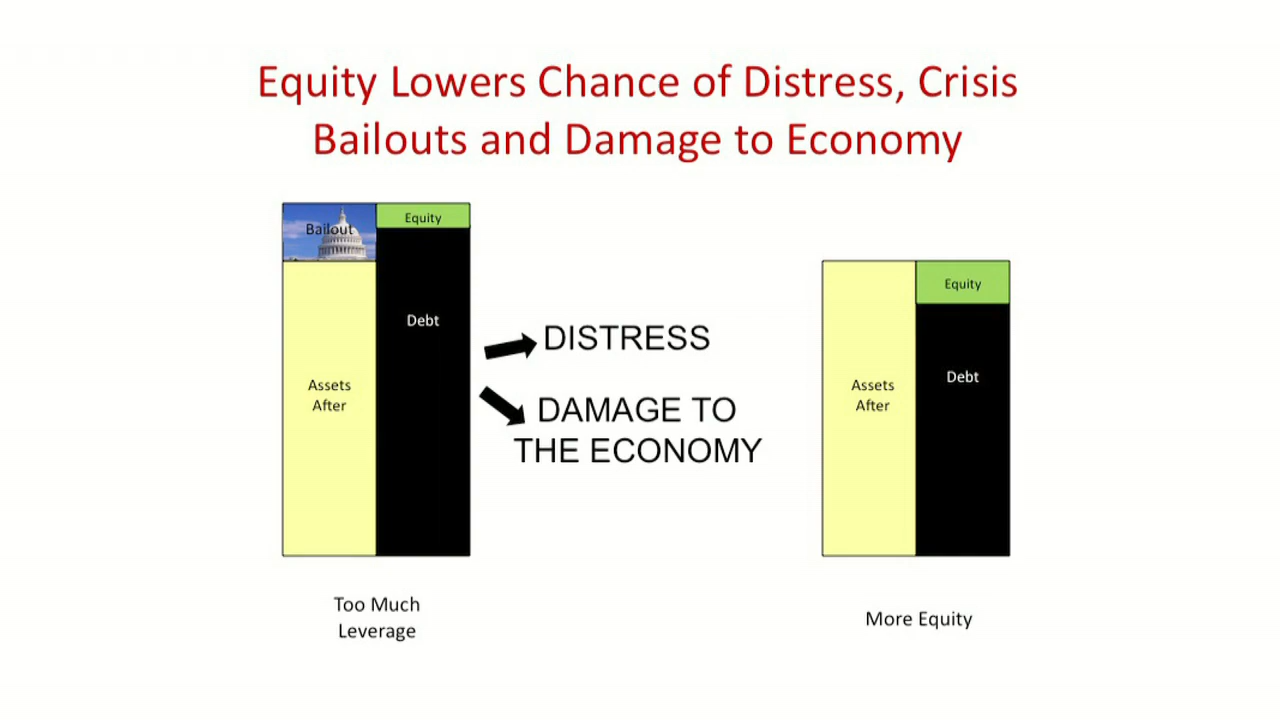 Equity Lowers Chance of Distress, Crisis
Bailouts and Damage to Economy
Bailout
Equity
Debt
Assets
After
DISTRESS
DAMAGE TO
THE ECONOMY
Equity
Debt
Assets
After
Too Much
Leverage
More Equity